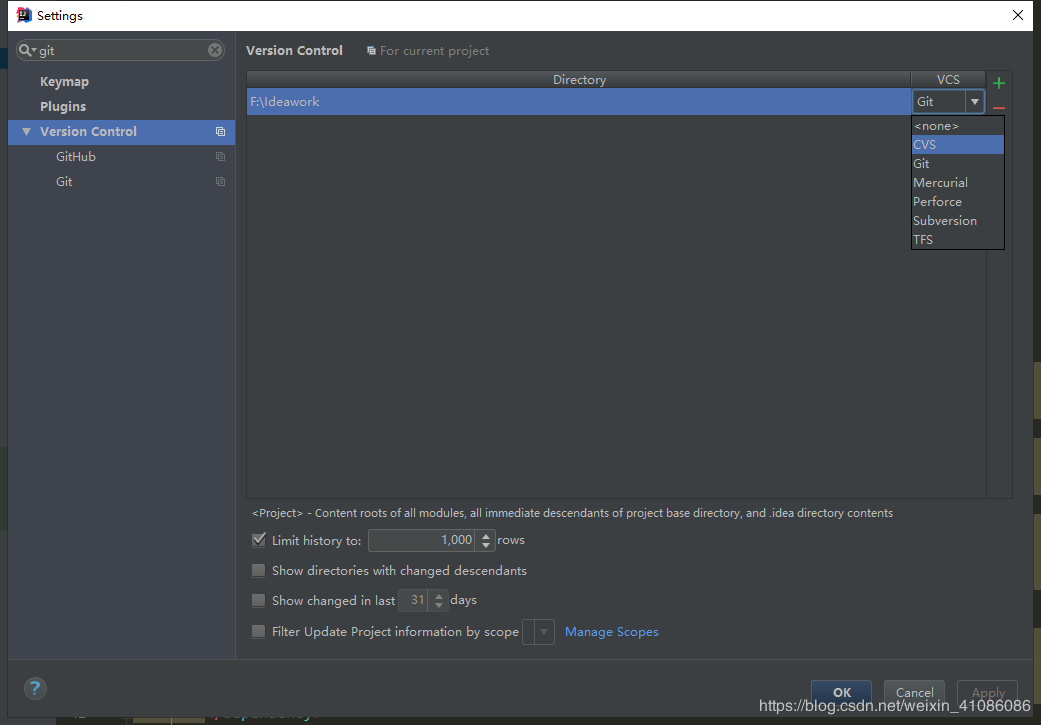 Settings
git
Keymap
Plugins
Version Control
GitHub
Git
Version Control For current project
Directory VCS
F:\Ideawork Git
<none>
CVS
Git
Mercurial
Perforce
Subversion
TFS
<Project> - Content roots of all modules, all immediate descendants of project base directory, and .idea directory contents
Limit history to: 1,000 rows
Show directories with changed descendants
Show changed in last 31 days
Filter Update Project information by scope Manage Scopes
? OK Cancel Apply
https://blog.csdn.net/weixin_41086086